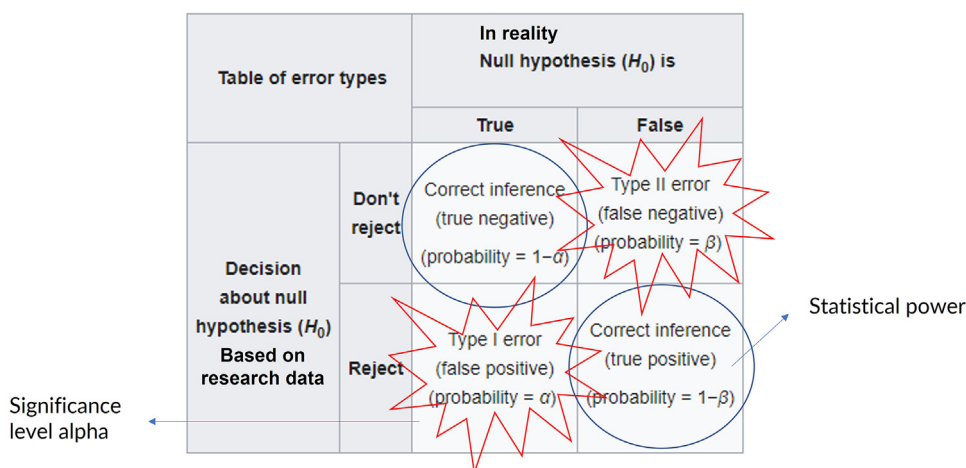 Table of error types
In reality
Null hypothesis (H₀) is
True
False
Decision
about null
hypothesis (H₀)
Based on
research data
Don't
reject
Correct inference
(true negative)
(probability = 1−α)
Type II error
(false negative)
(probability = β)
Reject
Type I error
(false positive)
(probability = α)
Correct inference
(true positive)
(probability = 1−β)
Statistical power
Significance
level alpha